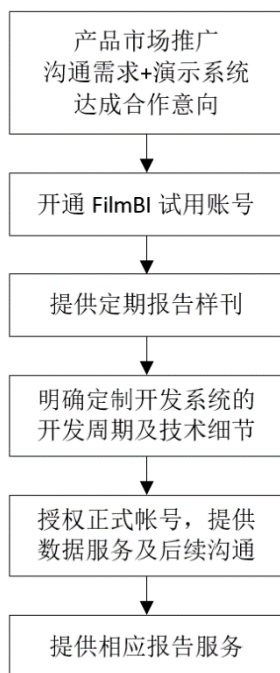 产品市场推广
沟通需求+演示系统
达成合作意向
开通 FilmBI 试用账号
提供定期报告样刊
明确定制开发系统的
开发周期及技术细节
授权正式帐号，提供
数据服务及后续沟通
提供相应报告服务